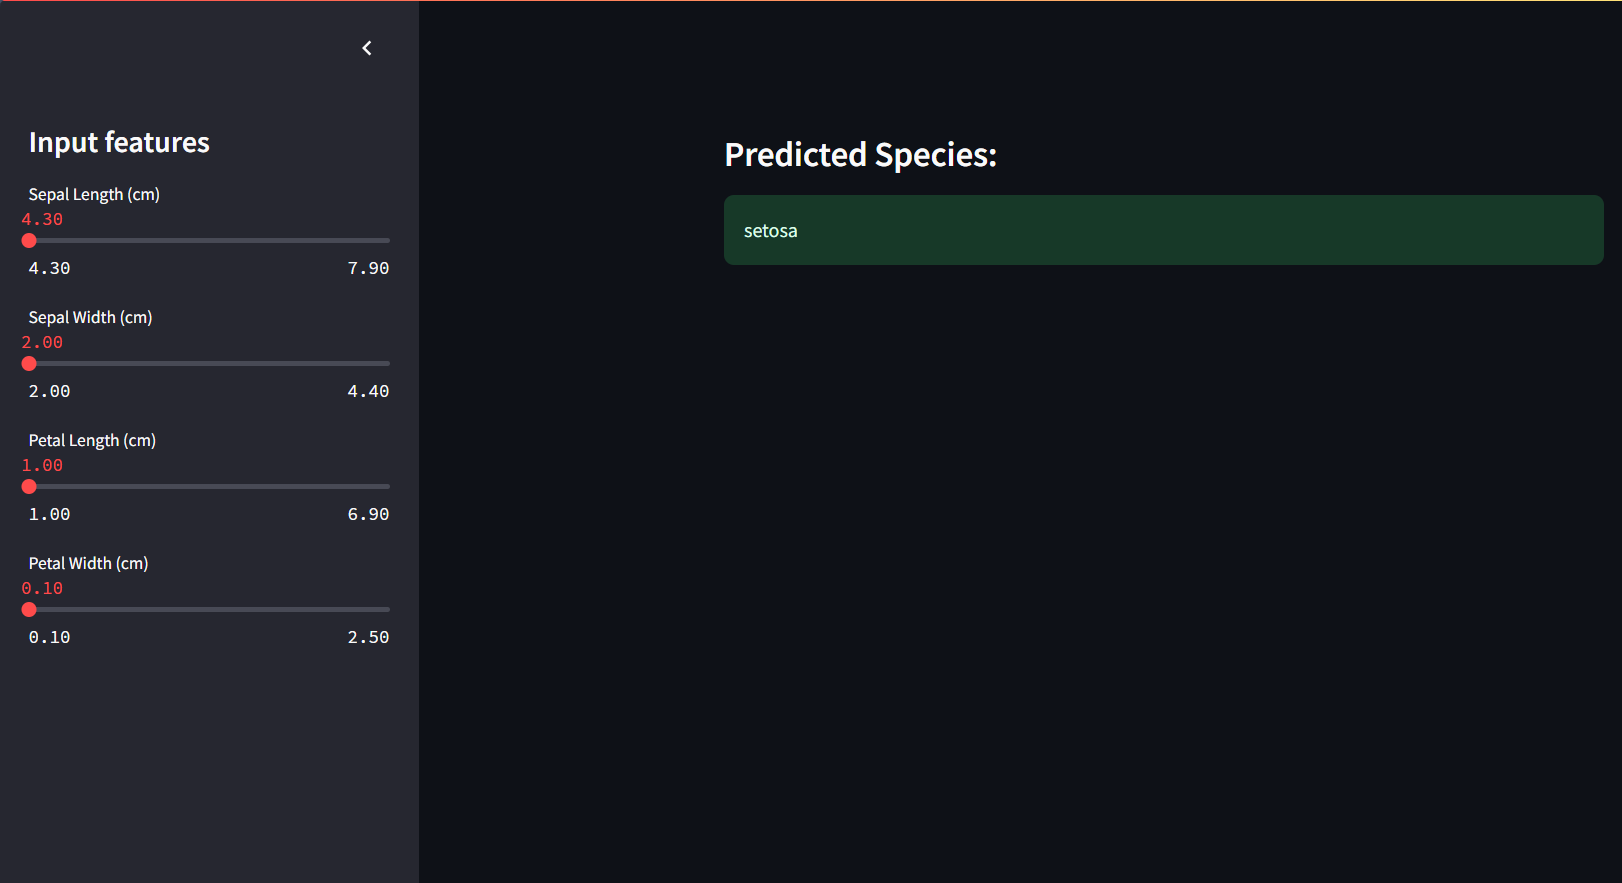 Input features
Sepal Length (cm)
4.30
4.30 7.90
Sepal Width (cm)
2.00
2.00 4.40
Petal Length (cm)
1.00
1.00 6.90
Petal Width (cm)
0.10
0.10 2.50
Predicted Species:
setosa